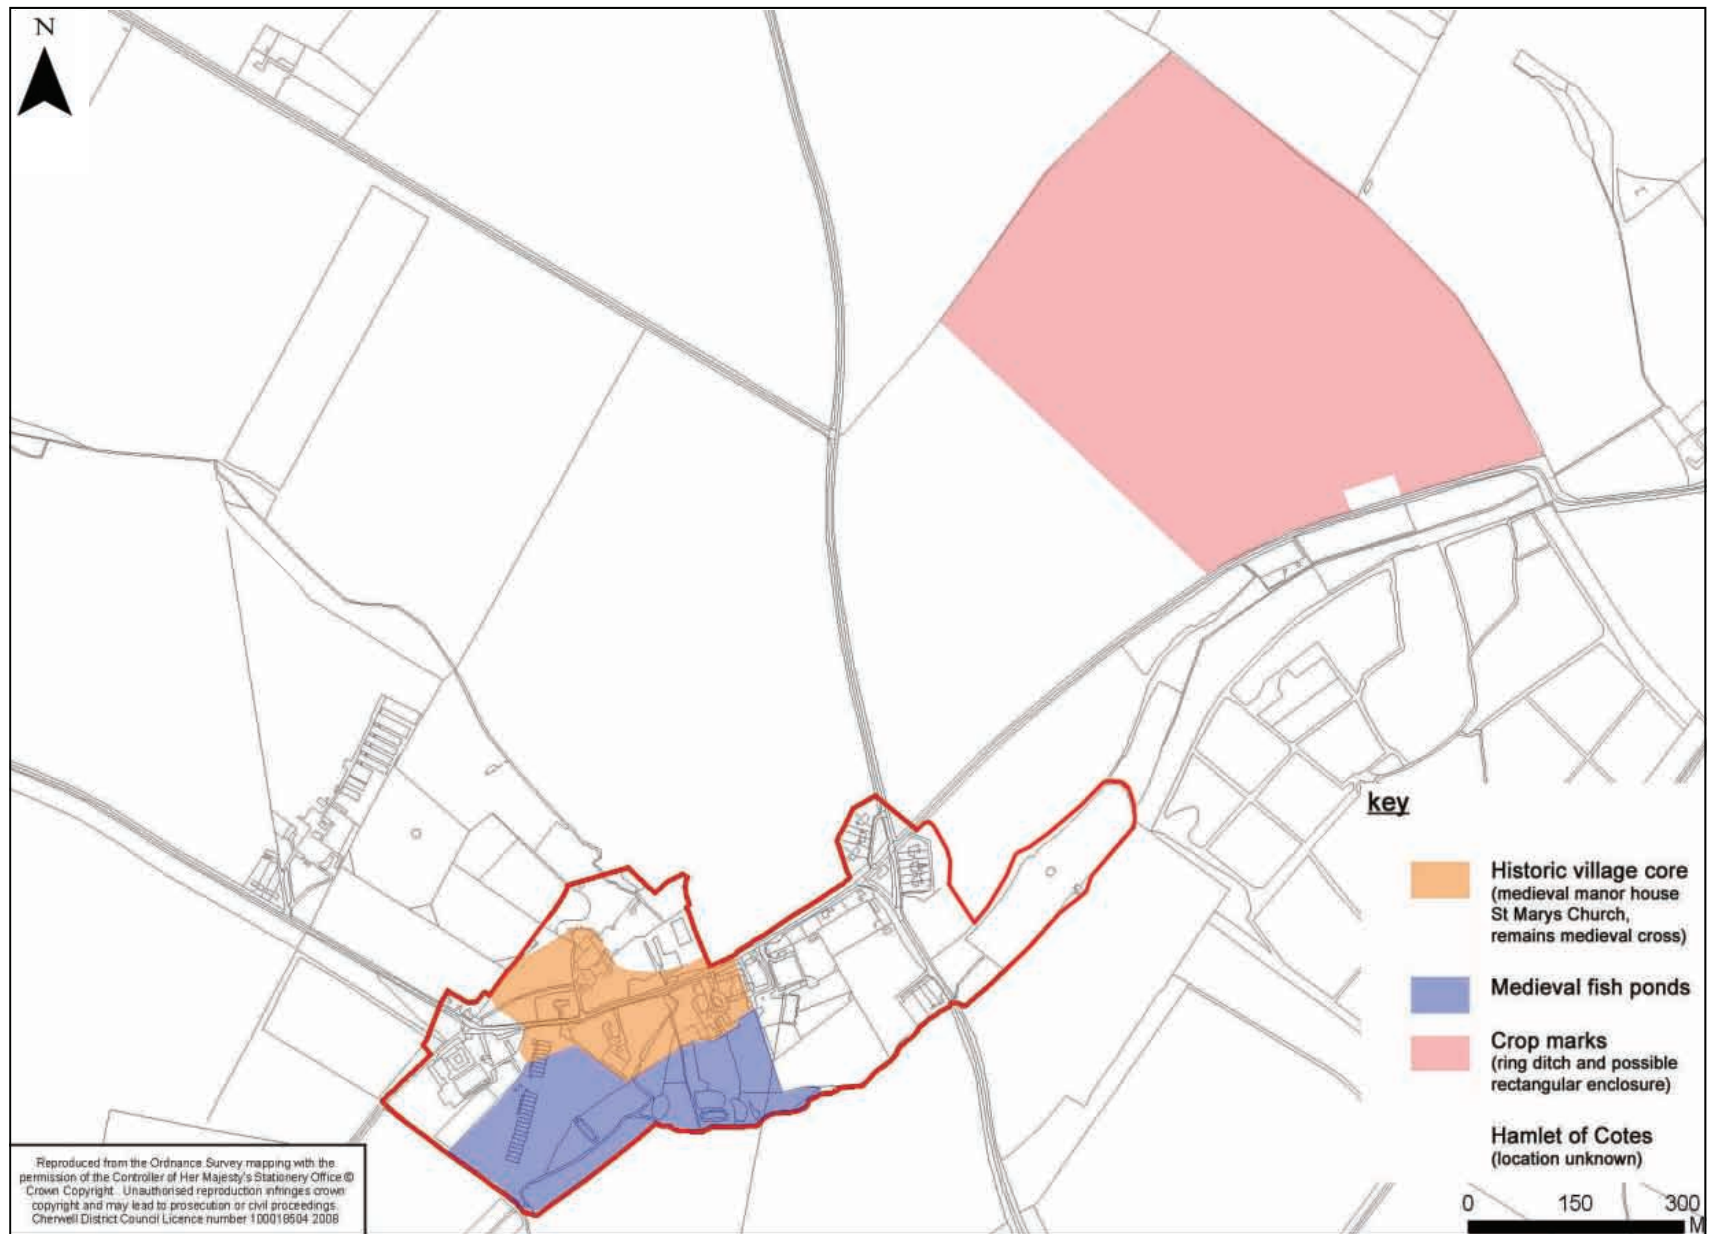 N
key
Historic village core
(medieval manor house
St Marys Church,
remains medieval cross)
Medieval fish ponds
Crop marks
(ring ditch and possible
rectangular enclosure)
Hamlet of Cotes
(location unknown)
0 150 300
M
Reproduced from the Ordnance Survey mapping with the
permission of the Controller of Her Majesty's Stationery Office ©
Crown Copyright . Unauthorised reproduction infringes crown
copyright and may lead to prosecution or civil proceedings.
Cherwell District Council Licence number 100018504 2008